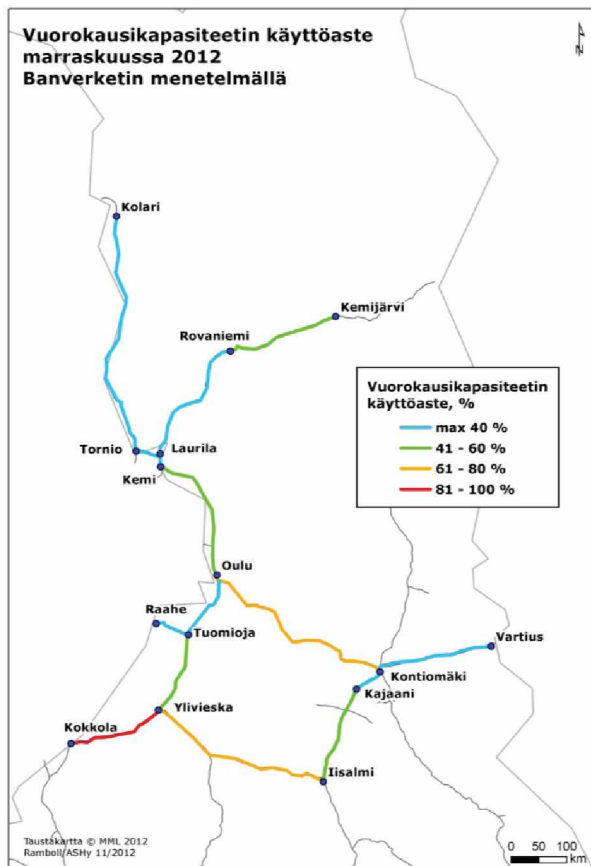 Vuorokausikapasiteetin käyttöaste
marraskuussa 2012
Banverketin menetelmällä
N
Kolari
Kemijärvi
Rovaniemi
Vuorokausikapasiteetin
käyttöaste, %
max 40 %
41 - 60 %
61 - 80 %
81 - 100 %
Tornio
Laurila
Kemi
Oulu
Raahe
Tuomioja
Vartius
Kontiomäki
Kajaani
Ylivieska
Kokkola
Iisalmi
Taustakartta © MML 2012
Ramboll/ASHy 11/2012
0 50 100
km